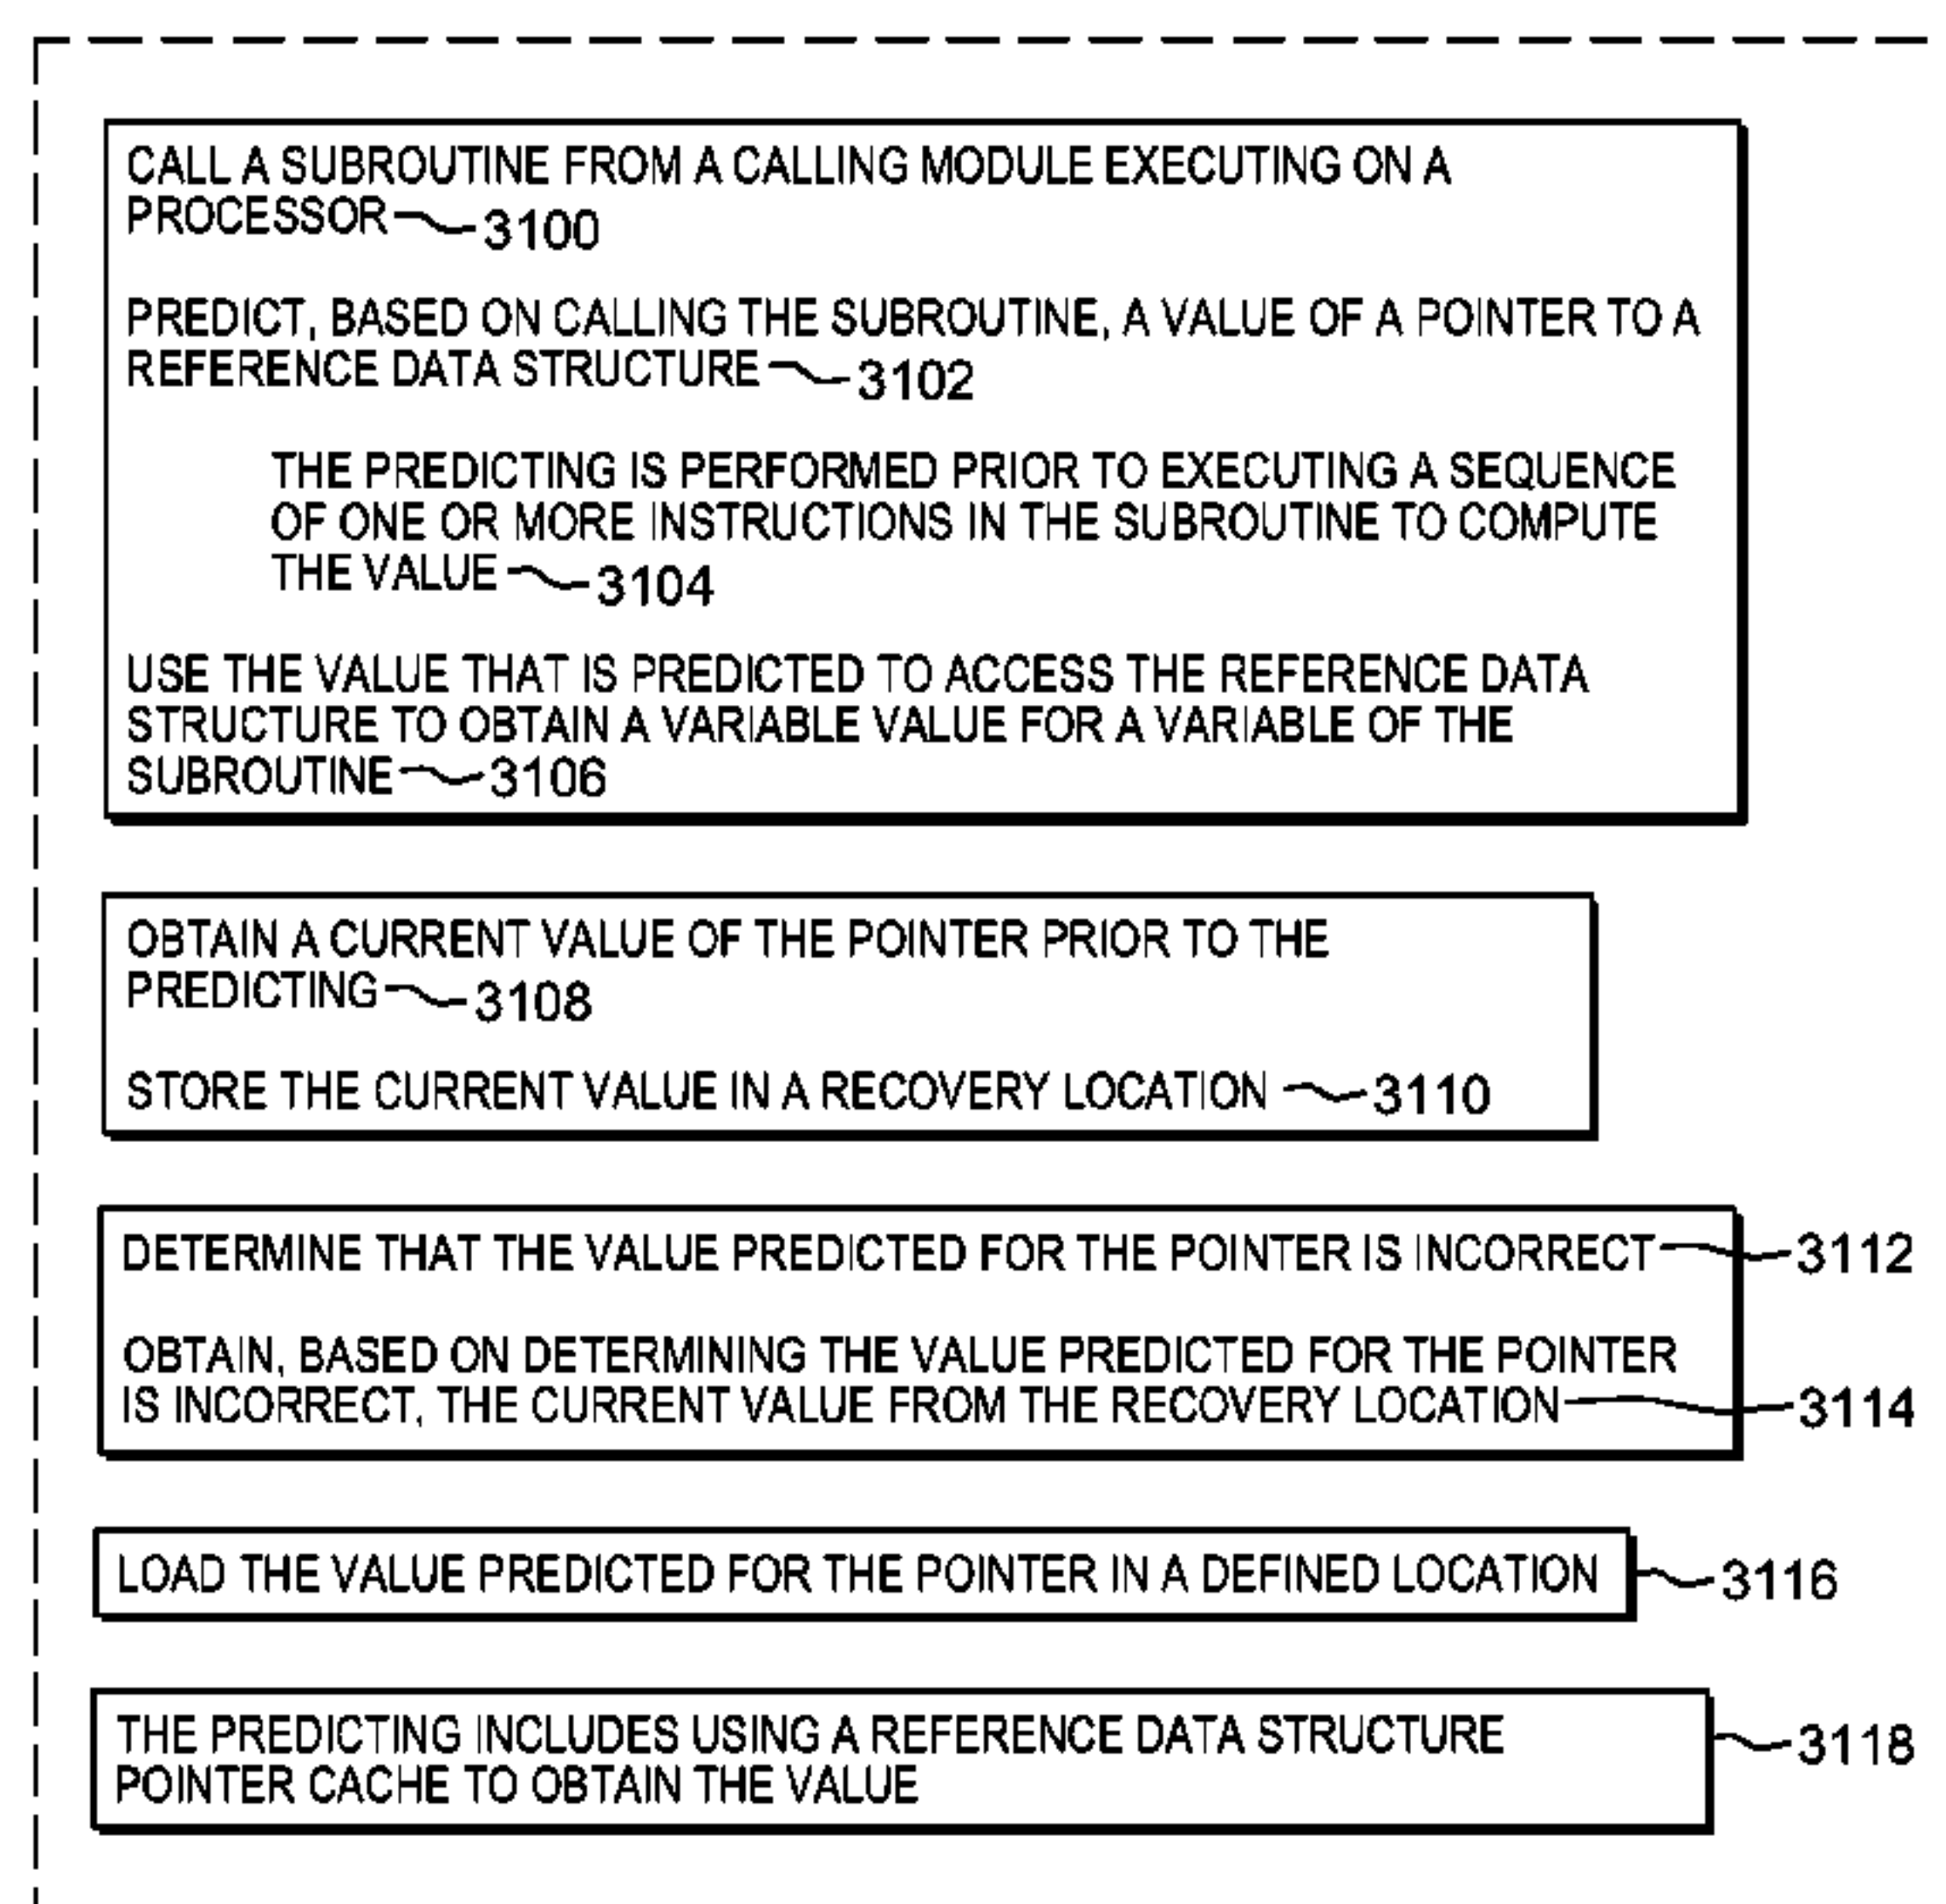 CALL A SUBROUTINE FROM A CALLING MODULE EXECUTING ON A
PROCESSOR 3100
PREDICT, BASED ON CALLING THE SUBROUTINE, A VALUE OF A POINTER TO A
REFERENCE DATA STRUCTURE 3102
THE PREDICTING IS PERFORMED PRIOR TO EXECUTING A SEQUENCE
OF ONE OR MORE INSTRUCTIONS IN THE SUBROUTINE TO COMPUTE
THE VALUE 3104
USE THE VALUE THAT IS PREDICTED TO ACCESS THE REFERENCE DATA
STRUCTURE TO OBTAIN A VARIABLE VALUE FOR A VARIABLE OF THE
SUBROUTINE 3106
OBTAIN A CURRENT VALUE OF THE POINTER PRIOR TO THE
PREDICTING 3108
STORE THE CURRENT VALUE IN A RECOVERY LOCATION 3110
DETERMINE THAT THE VALUE PREDICTED FOR THE POINTER IS INCORRECT 3112
OBTAIN, BASED ON DETERMINING THE VALUE PREDICTED FOR THE POINTER
IS INCORRECT, THE CURRENT VALUE FROM THE RECOVERY LOCATION 3114
LOAD THE VALUE PREDICTED FOR THE POINTER IN A DEFINED LOCATION 3116
THE PREDICTING INCLUDES USING A REFERENCE DATA STRUCTURE 3118
POINTER CACHE TO OBTAIN THE VALUE